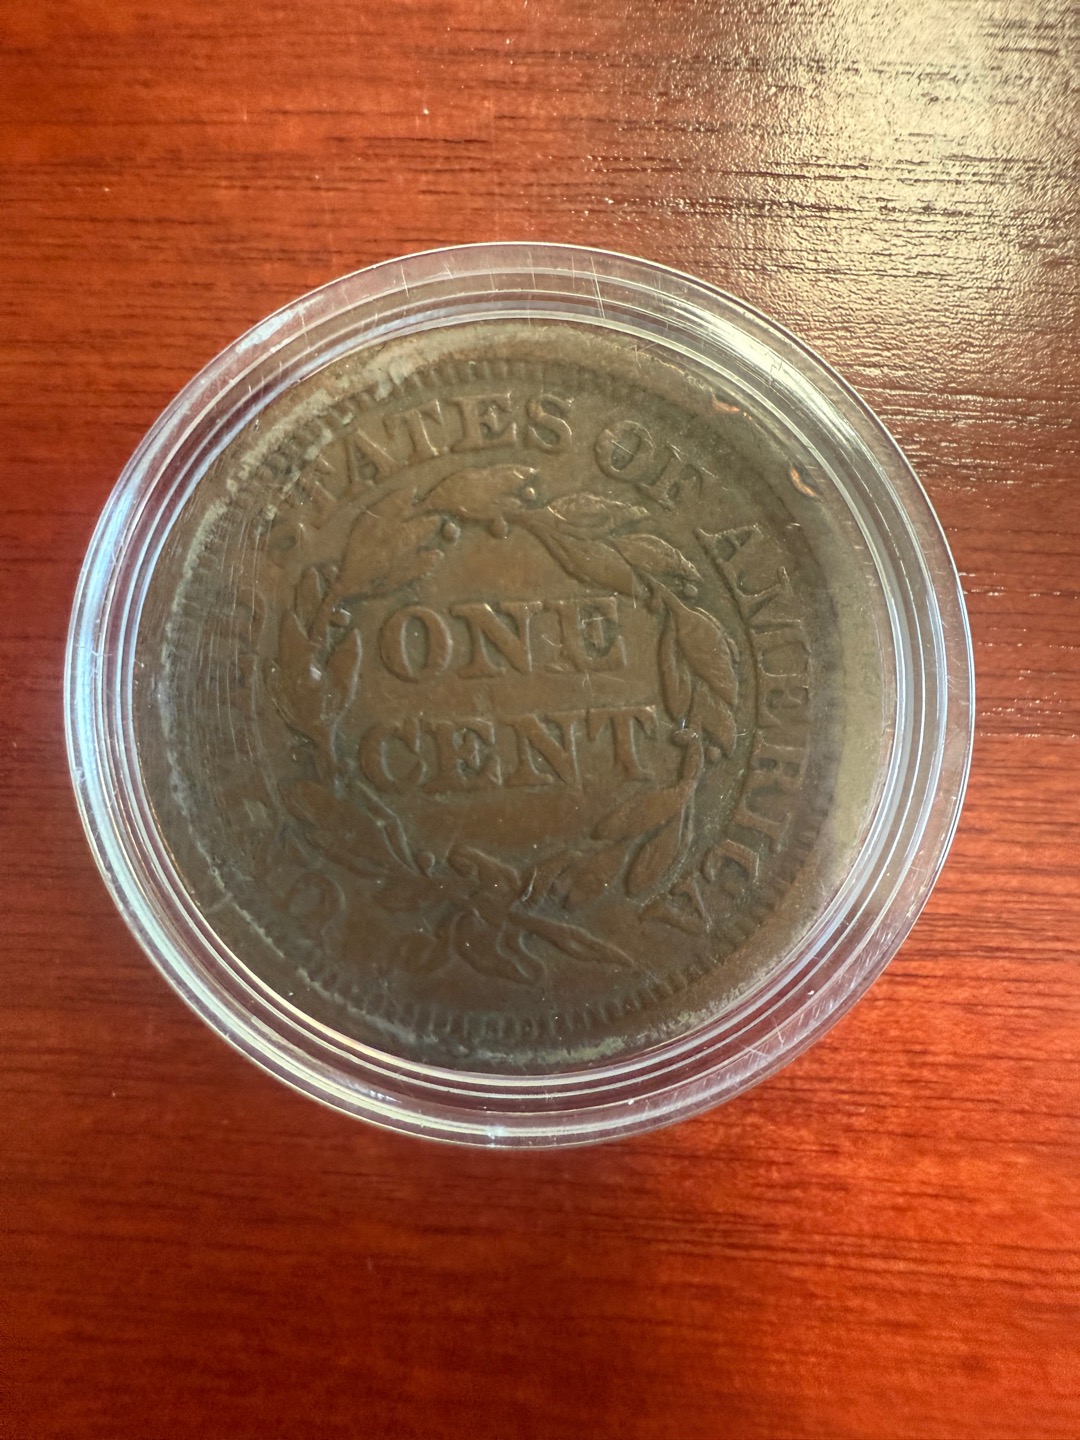 STATES OF AMERICA
ONE
CENT